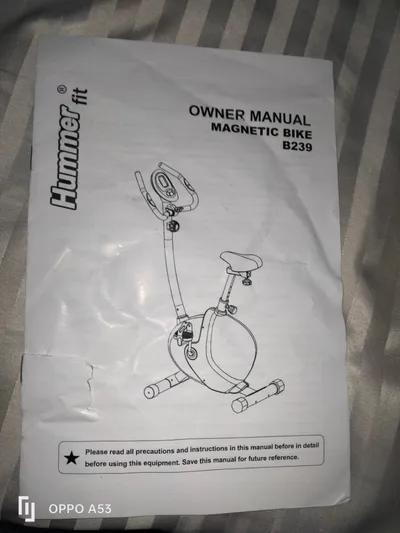 Hummer® fit
OWNER MANUAL
MAGNETIC BIKE
B239
Please read all precautions and instructions in this manual before in detail
before using this equipment. Save this manual for future reference.
OPPO A53